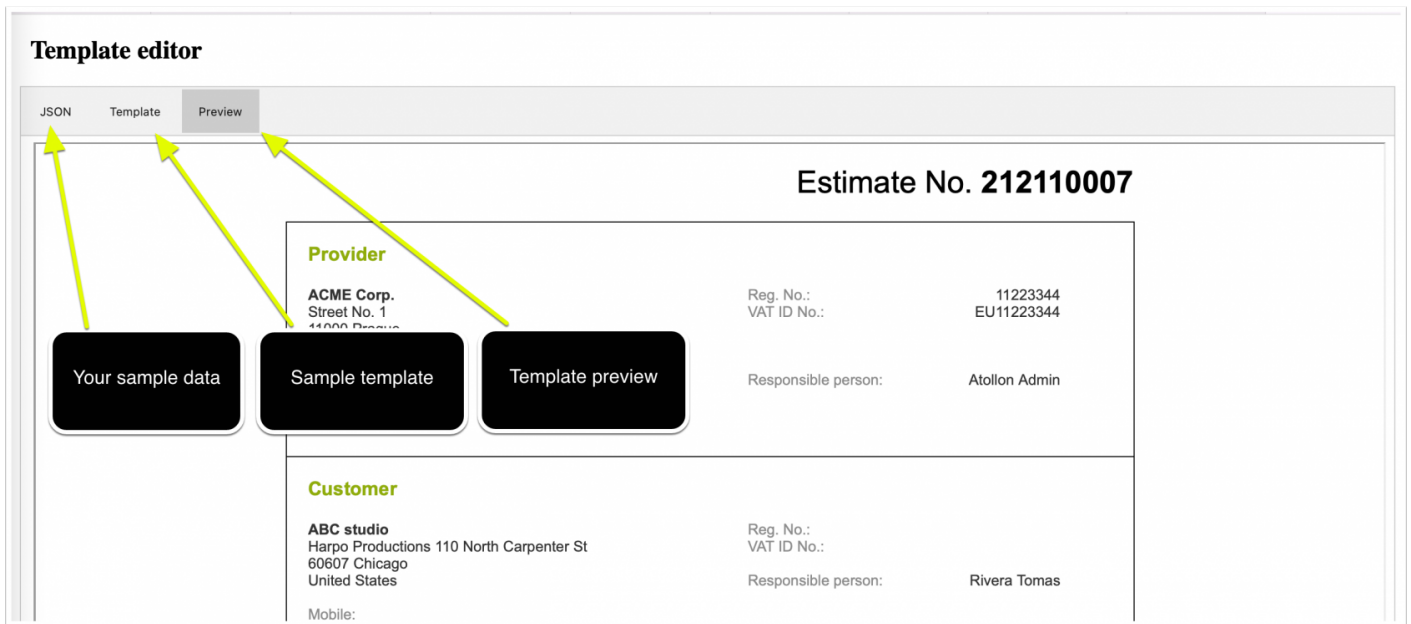 Template editor
JSON Template Preview
Estimate No. 212110007
Provider
ACME Corp. Reg. No.: 11223344
Street No. 1 VAT ID No.: EU11223344
11000 Prague
Your sample data Sample template Template preview
Responsible person: Atollon Admin
Customer
ABC studio Reg. No.:
Harpo Productions 110 North Carpenter St VAT ID No.:
60607 Chicago
United States Responsible person: Rivera Tomas
Mobile: